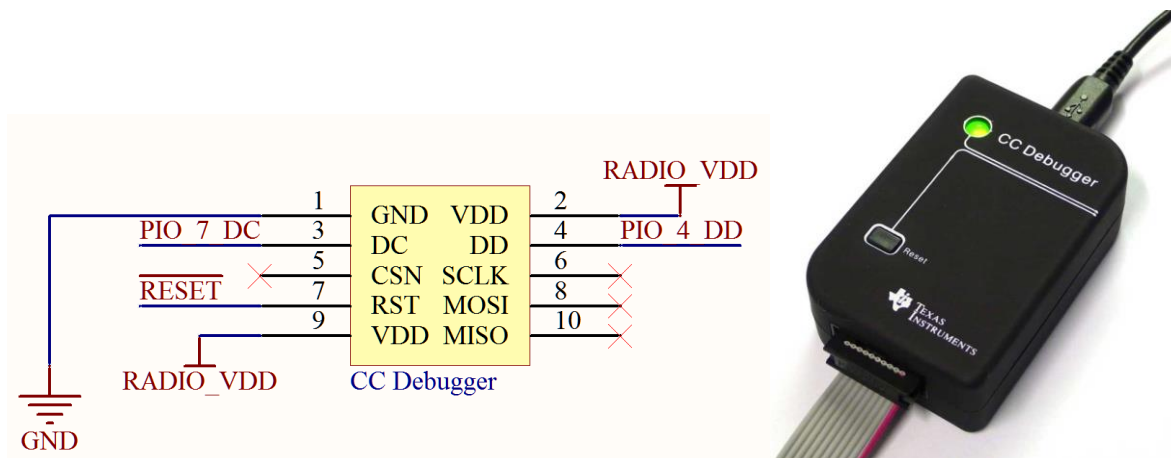 RADIO_VDD
1 GND VDD 2
PIO_7_DC 3 DC DD 4 PIO_4_DD
5 CSN SCLK 6
RESET 7 RST MOSI 8
9 VDD MISO 10
RADIO_VDD CC Debugger
GND
CC Debugger
Reset
TEXAS
INSTRUMENTS